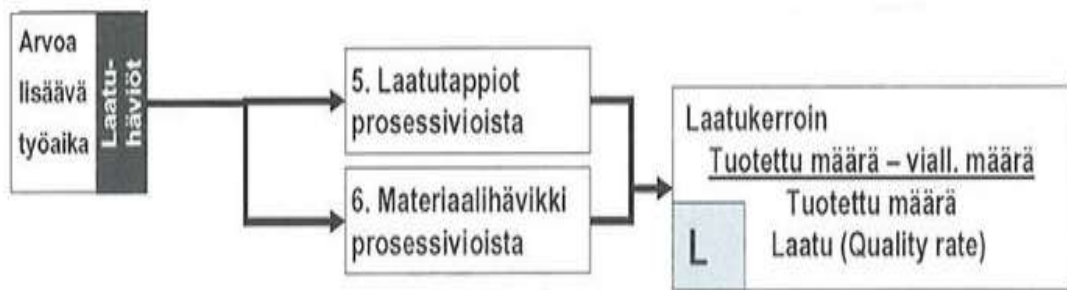 Arvoa
lisäävä
työaika
Laatu-
häviöt
5. Laatutappiot
prosessivioista
6. Materiaalihävikki
prosessivioista
Laatukerroin
Tuotettu määrä – viall. määrä
Tuotettu määrä
L
Laatu (Quality rate)